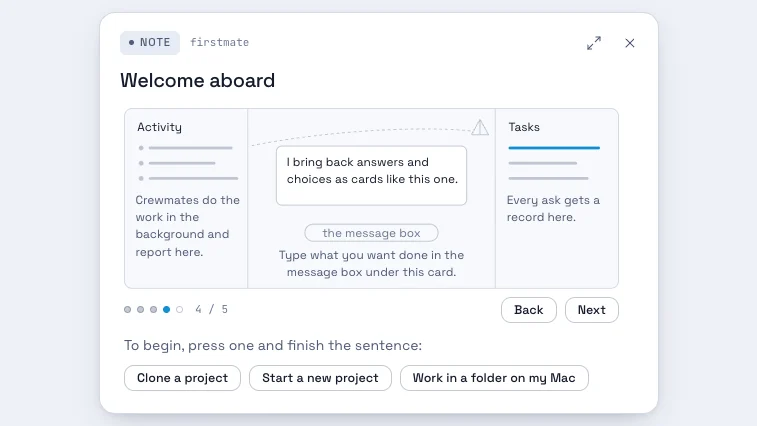 NOTE firstmate
Welcome aboard
Activity
Crewmates do the
work in the
background and
report here.
I bring back answers and
choices as cards like this one.
the message box
Type what you want done in the
message box under this card.
Tasks
Every ask gets a
record here.
4 / 5
Back
Next
To begin, press one and finish the sentence:
Clone a project
Start a new project
Work in a folder on my Mac